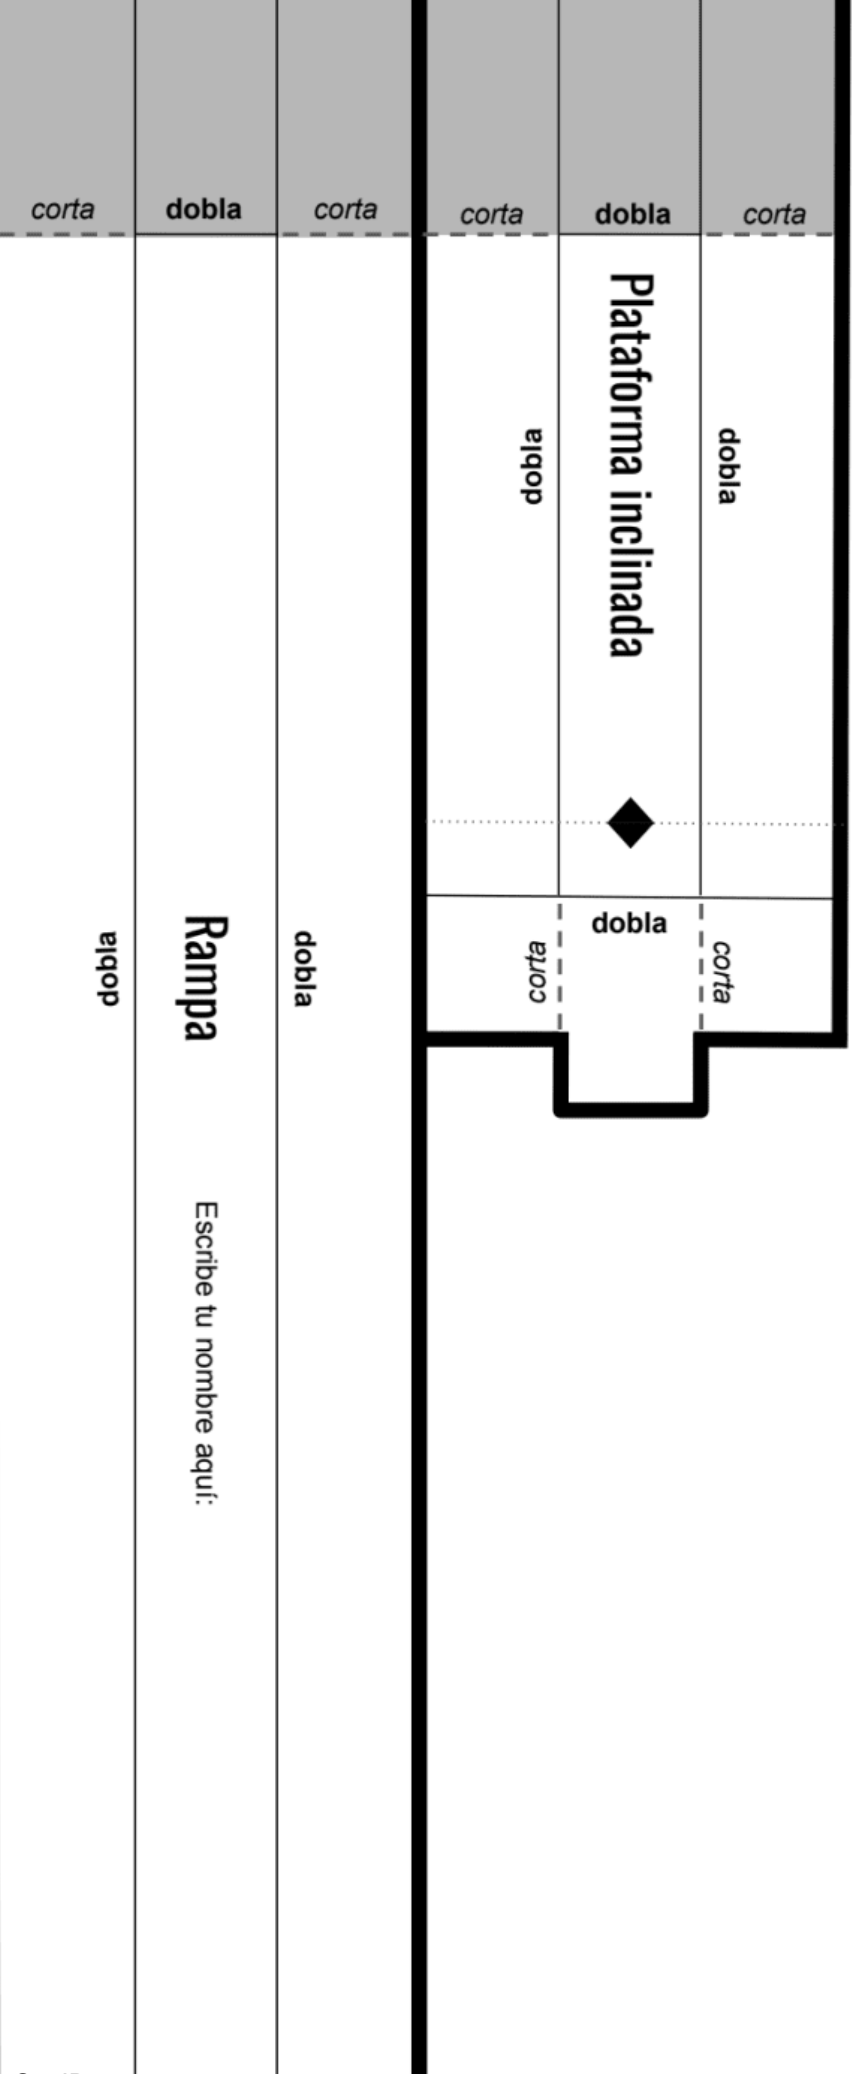 corta dobla corta
corta dobla corta
Plataforma inclinada
dobla
dobla
dobla
corta
corta
Rampa
dobla
dobla
Escribe tu nombre aquí: